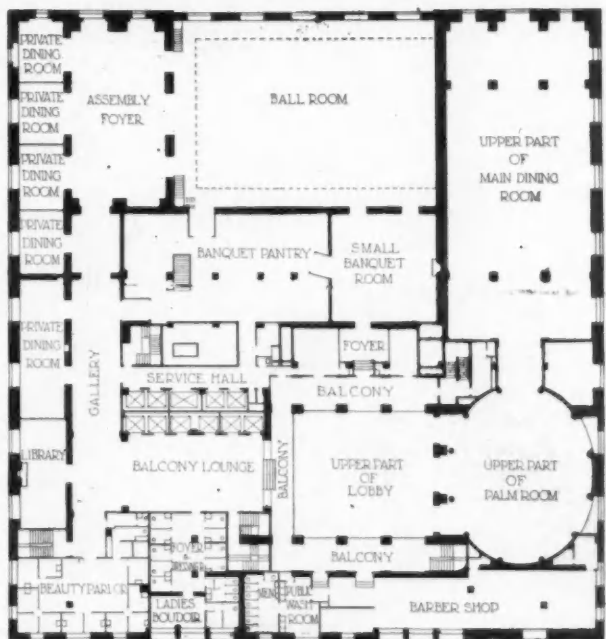 PRIVATE
DINING
ROOM
PRIVATE
DINING
ROOM
PRIVATE
DINING
ROOM
PRIVATE
DINING
ROOM
ASSEMBLY
FOYER
BALL ROOM
UPPER PART
OF
MAIN DINING
ROOM
BANQUET PANTRY
SMALL
BANQUET
ROOM
PRIVATE
DINING
ROOM
GALLERY
SERVICE HALL
FOYER
BALCONY
LIBRARY
BALCONY LOUNGE
BALCONY
UPPER PART
OF
LOBBY
UPPER PART
OF
PALM ROOM
BALCONY
FOYER
&
BEAUTY PARLOR
LADIES
BOUDOIR
MEN
PUBLIC
WASH
ROOM
BARBER SHOP